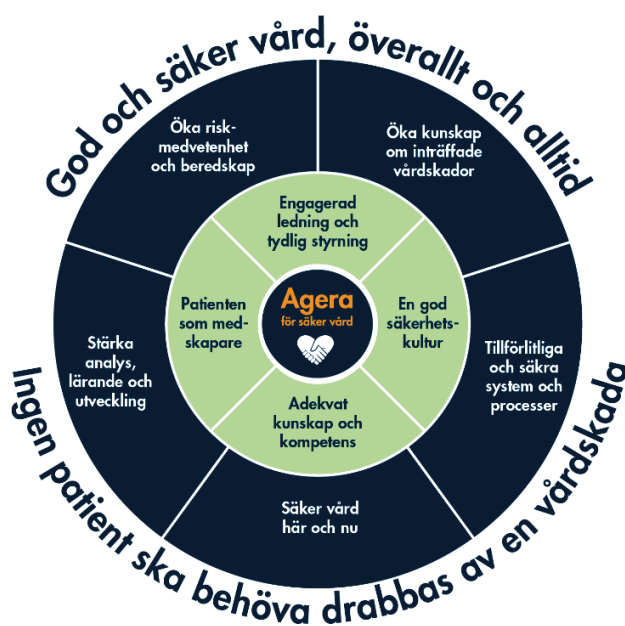 God och säker vård, överallt och alltid
Öka risk-
medvetenhet
och beredskap
Öka kunskap
om inträffade
vårdskador
Engagerad
ledning och
tydlig styrning
Patienten
som med-
skapare
Agera
för säker vård
En god
säkerhets-
kultur
Stärka
analys,
lärande och
utveckling
Tillförlitliga
och säkra
system och
processer
Adekvat
kunskap och
kompetens
Säker vård
här och nu
Ingen patient ska behöva drabbas av en vårdskada